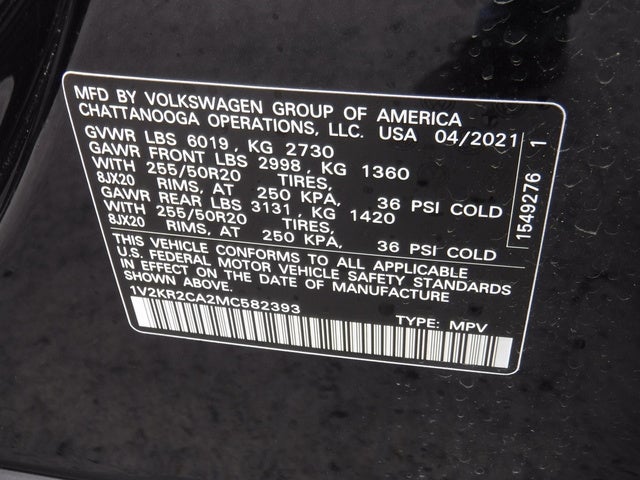 MFD BY VOLKSWAGEN GROUP OF AMERICA
CHATTANOOGA OPERATIONS, LLC. USA 04/2021
GVWR LBS 6019, KG 2730
GAWR FRONT LBS 2998, KG 1360
WITH 255/50R20 TIRES,
8JX20 RIMS, AT 250 KPA, 36 PSI COLD
GAWR REAR LBS 3131, KG 1420
WITH 255/50R20 TIRES,
8JX20 RIMS, AT 250 KPA, 36 PSI COLD
THIS VEHICLE CONFORMS TO ALL APPLICABLE
U.S. FEDERAL MOTOR VEHICLE SAFETY STANDARDS
IN EFFECT ON THE DATE OF MANUFACTURE
SHOWN ABOVE.
1V2KR2CA2MC582393 TYPE: MPV
1549276 1